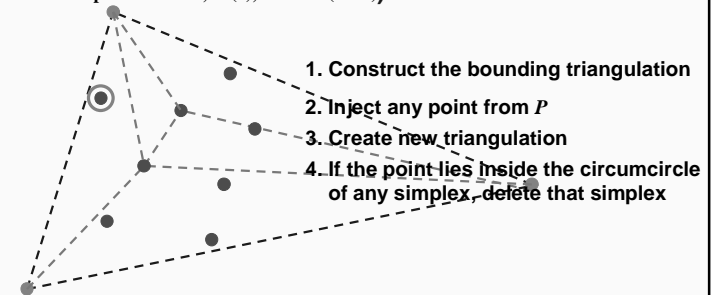 1. Construct the bounding triangulation
2. Inject any point from P
3. Create new triangulation
4. If the point lies inside the circumcircle
of any simplex, delete that simplex